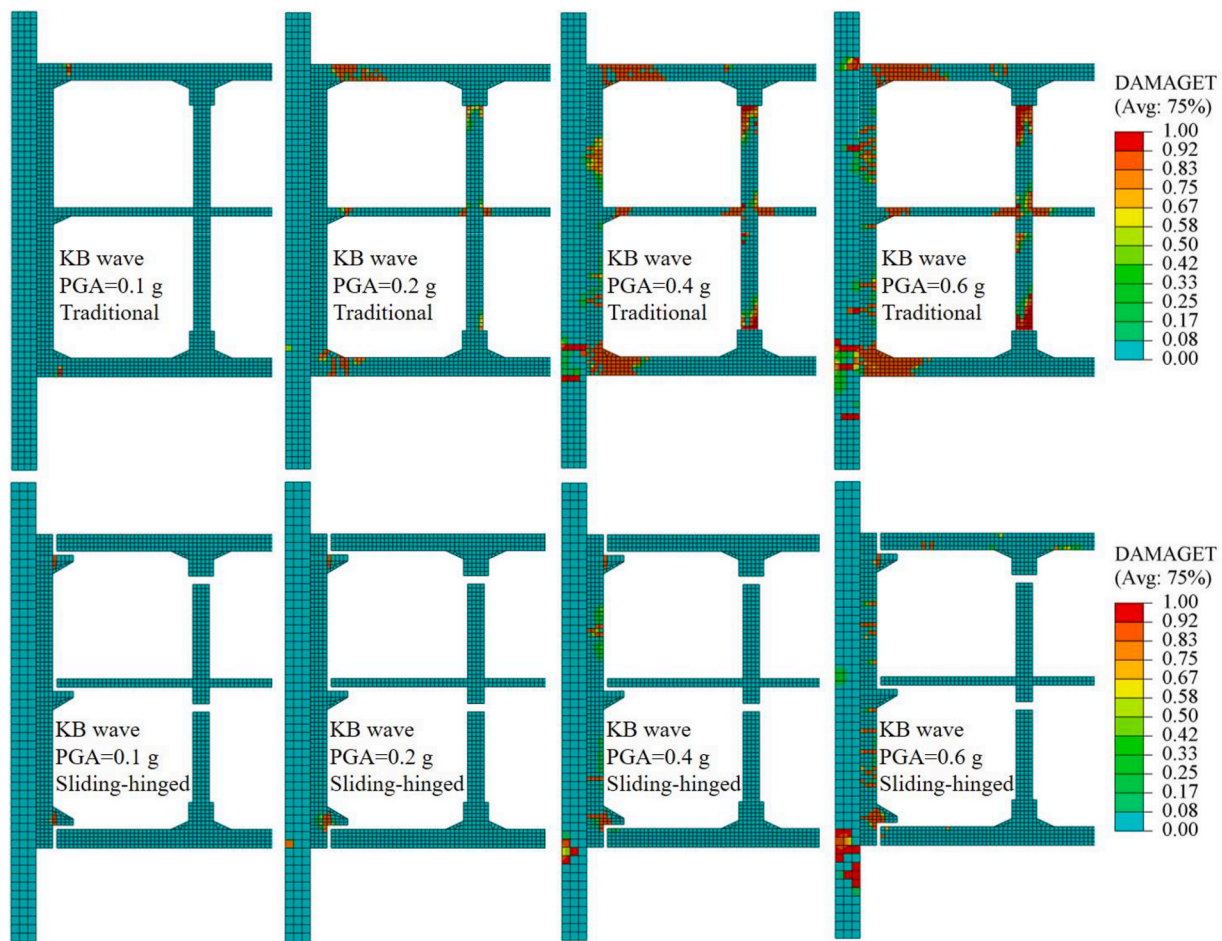 KB wave
PGA=0.1 g
Traditional
KB wave
PGA=0.2 g
Traditional
KB wave
PGA=0.4 g
Traditional
KB wave
PGA=0.6 g
Traditional
DAMAGET
(Avg: 75%)
1.00
0.92
0.83
0.75
0.67
0.58
0.50
0.42
0.33
0.25
0.17
0.08
0.00
KB wave
PGA=0.1 g
Sliding-hinged
KB wave
PGA=0.2 g
Sliding-hinged
KB wave
PGA=0.4 g
Sliding-hinged
KB wave
PGA=0.6 g
Sliding-hinged
DAMAGET
(Avg: 75%)
1.00
0.92
0.83
0.75
0.67
0.58
0.50
0.42
0.33
0.25
0.17
0.08
0.00